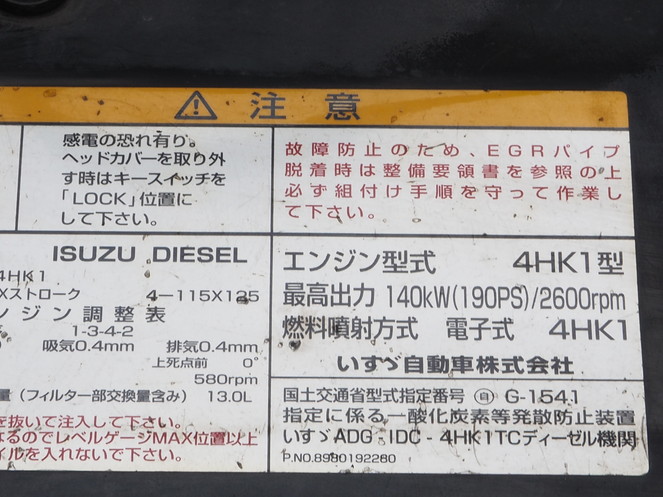 ⚠ 注意
感電の恐れ有り。
ヘッドカバーを取り外
す時はキースイッチを
「LOCK」位置に
して下さい。
故障防止のため、EGRパイプ
脱着時は整備要領書を参照の上
必ず組付け手順を守って作業し
て下さい。
ISUZU DIESEL
4HK1
Xストローク 4-115X125
ンジン調整表
1-3-4-2
吸気0.4mm 排気0.4mm
上死点前 0°
580rpm
量（フィルター部交換量含み） 13.0L
を抜いて注入して下さい。
なるのでレベルゲージMAX位置以上
イルを入れないで下さい。
エンジン型式 4HK1型
最高出力 140kW(190PS)/2600rpm
燃料噴射方式 電子式 4HK1
いすゞ自動車株式会社
国土交通省型式指定番号 ㊀ G-1541
指定に係る一酸化炭素等発散防止装置
いすゞADG-IDC-4HK1TCディーゼル機関
P.NO.8980192280